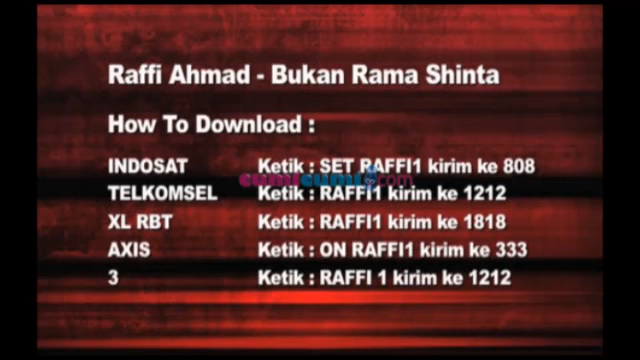 Raffi Ahmad - Bukan Rama Shinta
How To Download :
INDOSAT Ketik : SET RAFFI1 kirim ke 808
cumicumi.com
TELKOMSEL Ketik : RAFFI1 kirim ke 1212
XL RBT Ketik : RAFFI1 kirim ke 1818
AXIS Ketik : ON RAFFI1 kirim ke 333
3 Ketik : RAFFI 1 kirim ke 1212